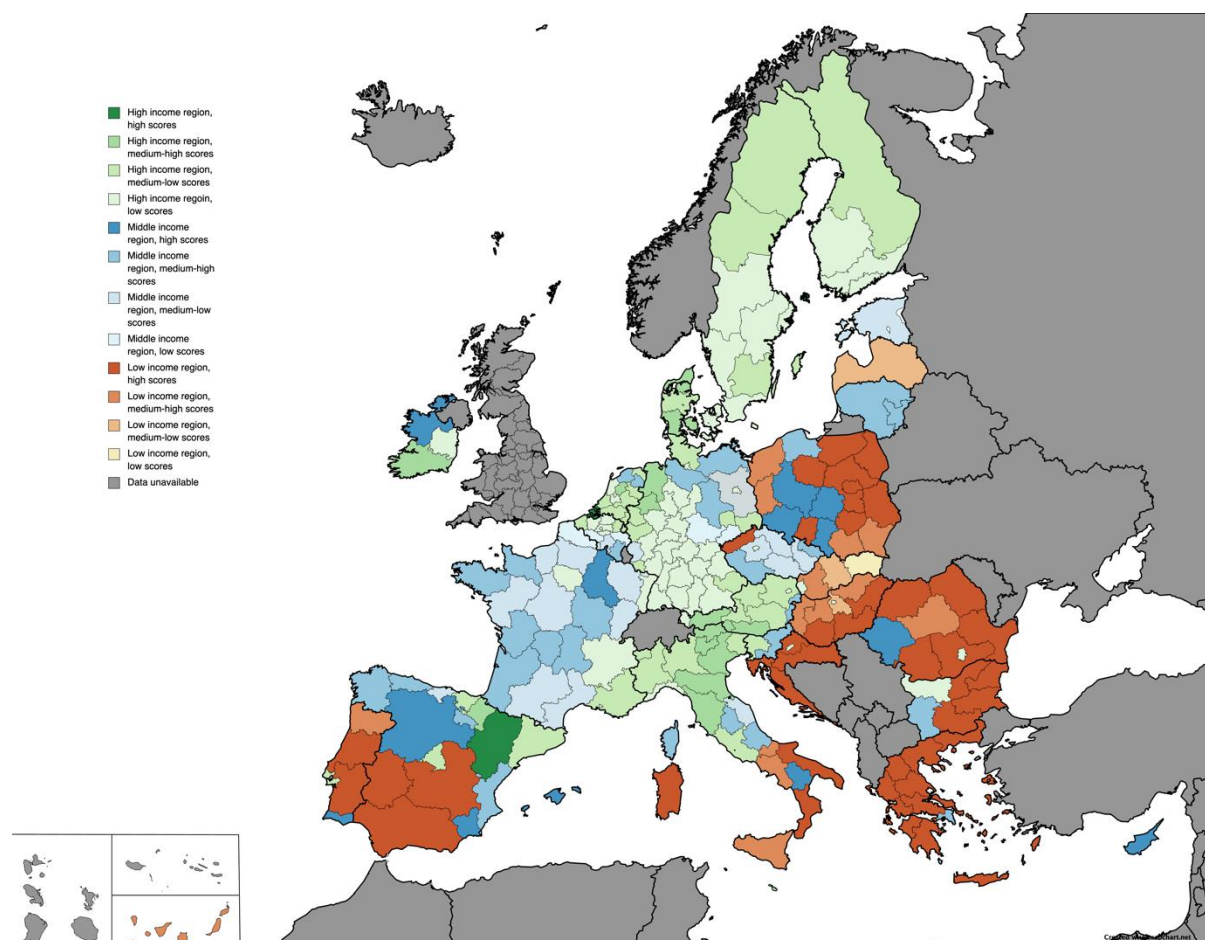 High income region,
high scores
High income region,
medium-high scores
High income region,
medium-low scores
High income regoin,
low scores
Middle income
region, high scores
Middle income
region, medium-high
scores
Middle income
region, medium-low
scores
Middle income
region, low scores
Low income region,
high scores
Low income region,
medium-high scores
Low income region,
medium-low scores
Low income region,
low scores
Data unavailable